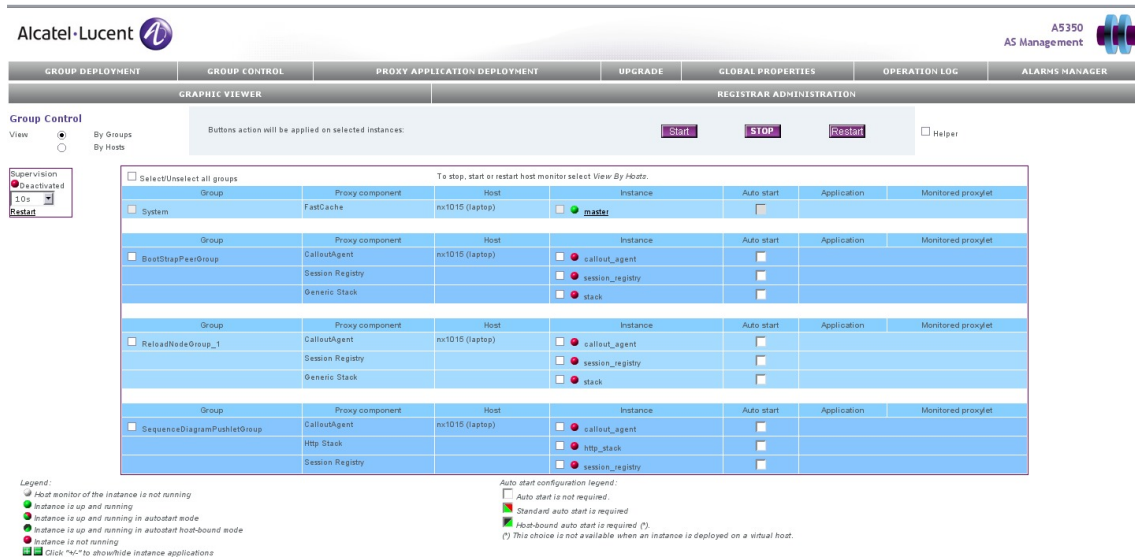 Alcatel·Lucent
A5350
AS Management
GROUP DEPLOYMENT GROUP CONTROL PROXY APPLICATION DEPLOYMENT UPGRADE GLOBAL PROPERTIES OPERATION LOG ALARMS MANAGER
GRAPHIC VIEWER REGISTRAR ADMINISTRATION
Group Control
View By Groups
By Hosts
Buttons action will be applied on selected instances:
Start STOP Restart Helper
Supervision
Deactivated
10s
Restart
Select/Unselect all groups To stop, start or restart host monitor select View By Hosts.
Group Proxy component Host Instance Auto start Application Monitored proxylet
System FastCache nx1015 (laptop) master
Group Proxy component Host Instance Auto start Application Monitored proxylet
BootStrapPeerGroup CalloutAgent nx1015 (laptop) callout_agent
Session Registry session_registry
Generic Stack stack
Group Proxy component Host Instance Auto start Application Monitored proxylet
ReloadNodeGroup_1 CalloutAgent nx1015 (laptop) callout_agent
Session Registry session_registry
Generic Stack stack
Group Proxy component Host Instance Auto start Application Monitored proxylet
SequenceDiagramPushletGroup CalloutAgent nx1015 (laptop) callout_agent
Http Stack http_stack
Session Registry session_registry
Legend:
Host monitor of the instance is not running
Instance is up and running
Instance is up and running in autostart mode
Instance is up and running in autostart host-bound mode
Instance is not running
Click "+/-" to show/hide instance applications
Auto start configuration legend:
Auto start is not required.
Standard auto start is required
Host-bound auto start is required (*).
(*) This choice is not available when an instance is deployed on a virtual host.